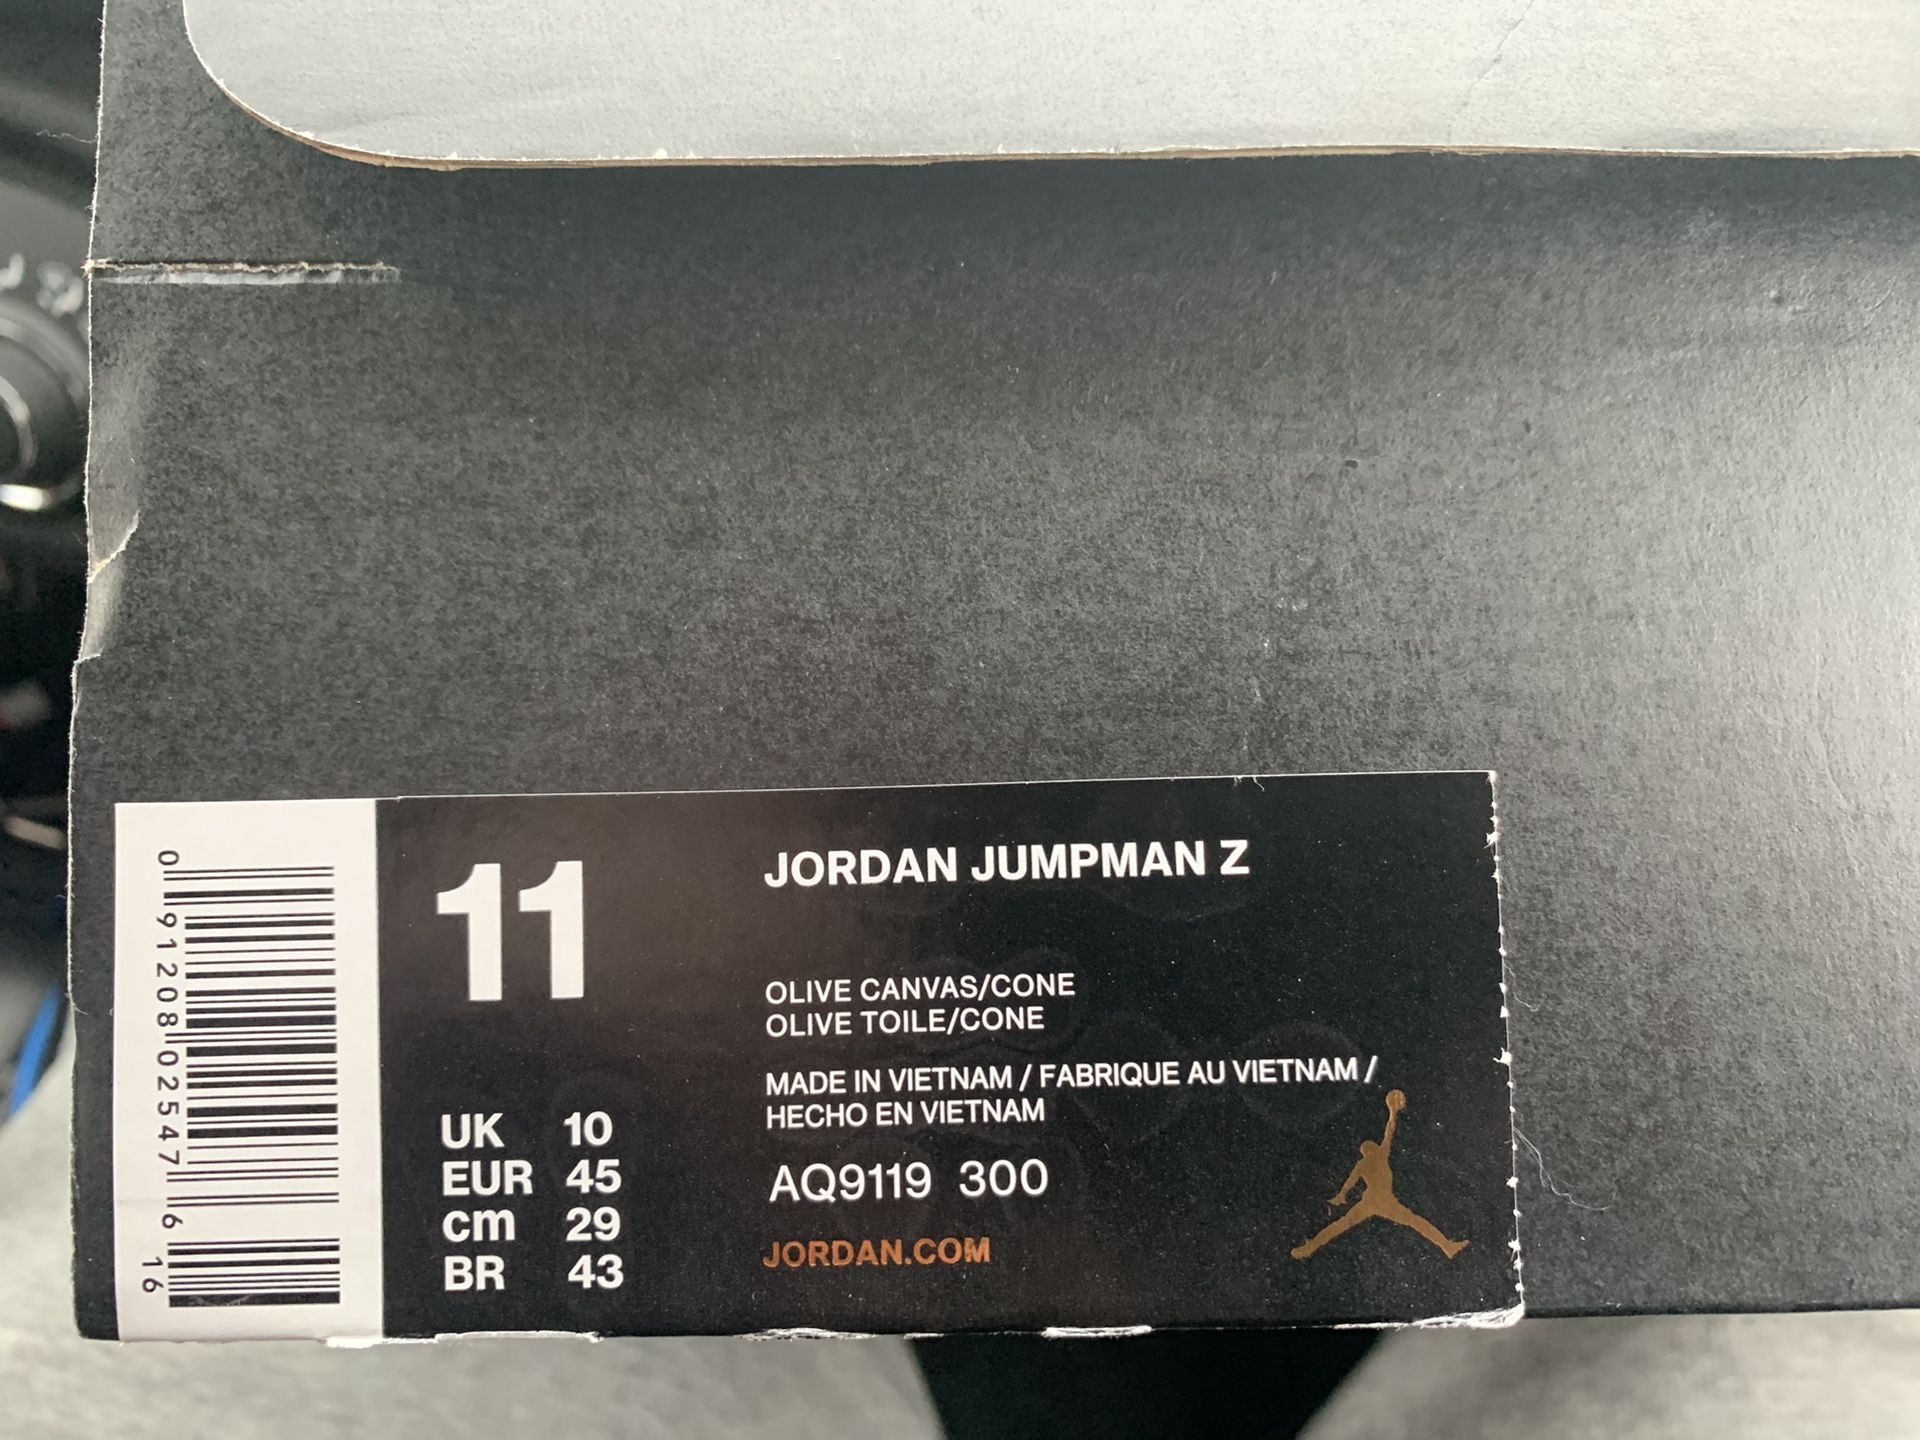 0 91208 02547 6 16
11
JORDAN JUMPMAN Z
OLIVE CANVAS/CONE
OLIVE TOILE/CONE
MADE IN VIETNAM / FABRIQUE AU VIETNAM /
HECHO EN VIETNAM
UK 10
EUR 45
cm 29
BR 43
AQ9119 300
JORDAN.COM